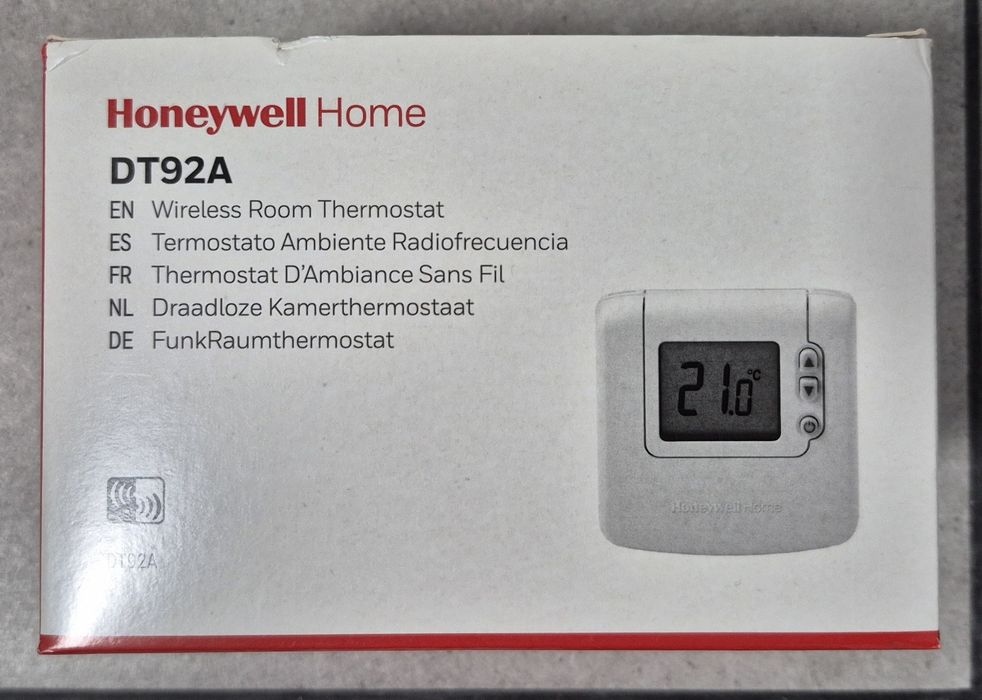 Honeywell Home
DT92A
EN Wireless Room Thermostat
ES Termostato Ambiente Radiofrecuencia
FR Thermostat D'Ambiance Sans Fil
NL Draadloze Kamerthermostaat
DE FunkRaumthermostat
21.0 °C
Honeywell Home
DT92A